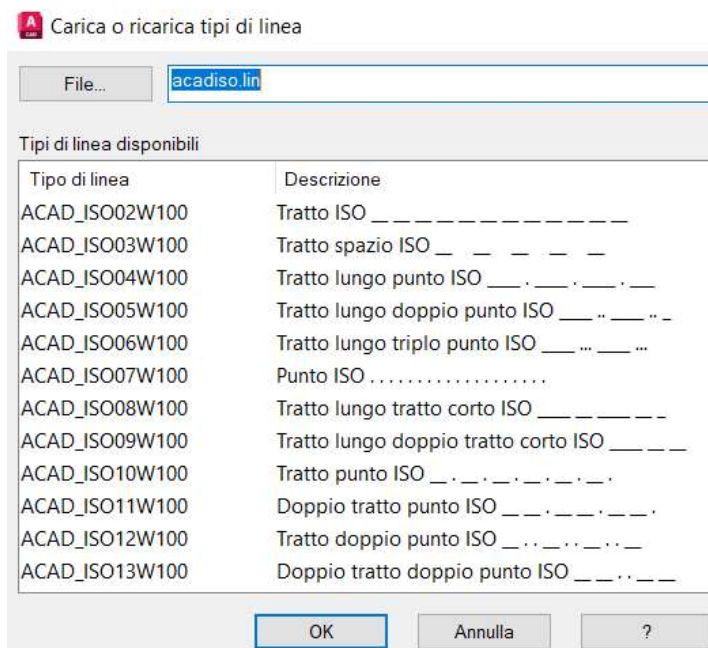 A
CAD
Carica o ricarica tipi di linea
File...
acadiso.lin
Tipi di linea disponibili
Tipo di linea Descrizione
ACAD_ISO02W100 Tratto ISO __ __ __ __ __ __ __ __ __ __ __ __
ACAD_ISO03W100 Tratto spazio ISO __ __ __ __ __
ACAD_ISO04W100 Tratto lungo punto ISO ____ . ____ . ____ . __
ACAD_ISO05W100 Tratto lungo doppio punto ISO ____ .. ____ .. _
ACAD_ISO06W100 Tratto lungo triplo punto ISO ____ ... ____ ...
ACAD_ISO07W100 Punto ISO . . . . . . . . . . . . . . . . . . .
ACAD_ISO08W100 Tratto lungo tratto corto ISO ____ __ ____ __ _
ACAD_ISO09W100 Tratto lungo doppio tratto corto ISO ____ __ __
ACAD_ISO10W100 Tratto punto ISO __ . __ . __ . __ . __ .
ACAD_ISO11W100 Doppio tratto punto ISO __ __ . __ __ . __ __ .
ACAD_ISO12W100 Tratto doppio punto ISO __ . . __ . . __ . . __
ACAD_ISO13W100 Doppio tratto doppio punto ISO __ __ . . __ __
OK Annulla ?